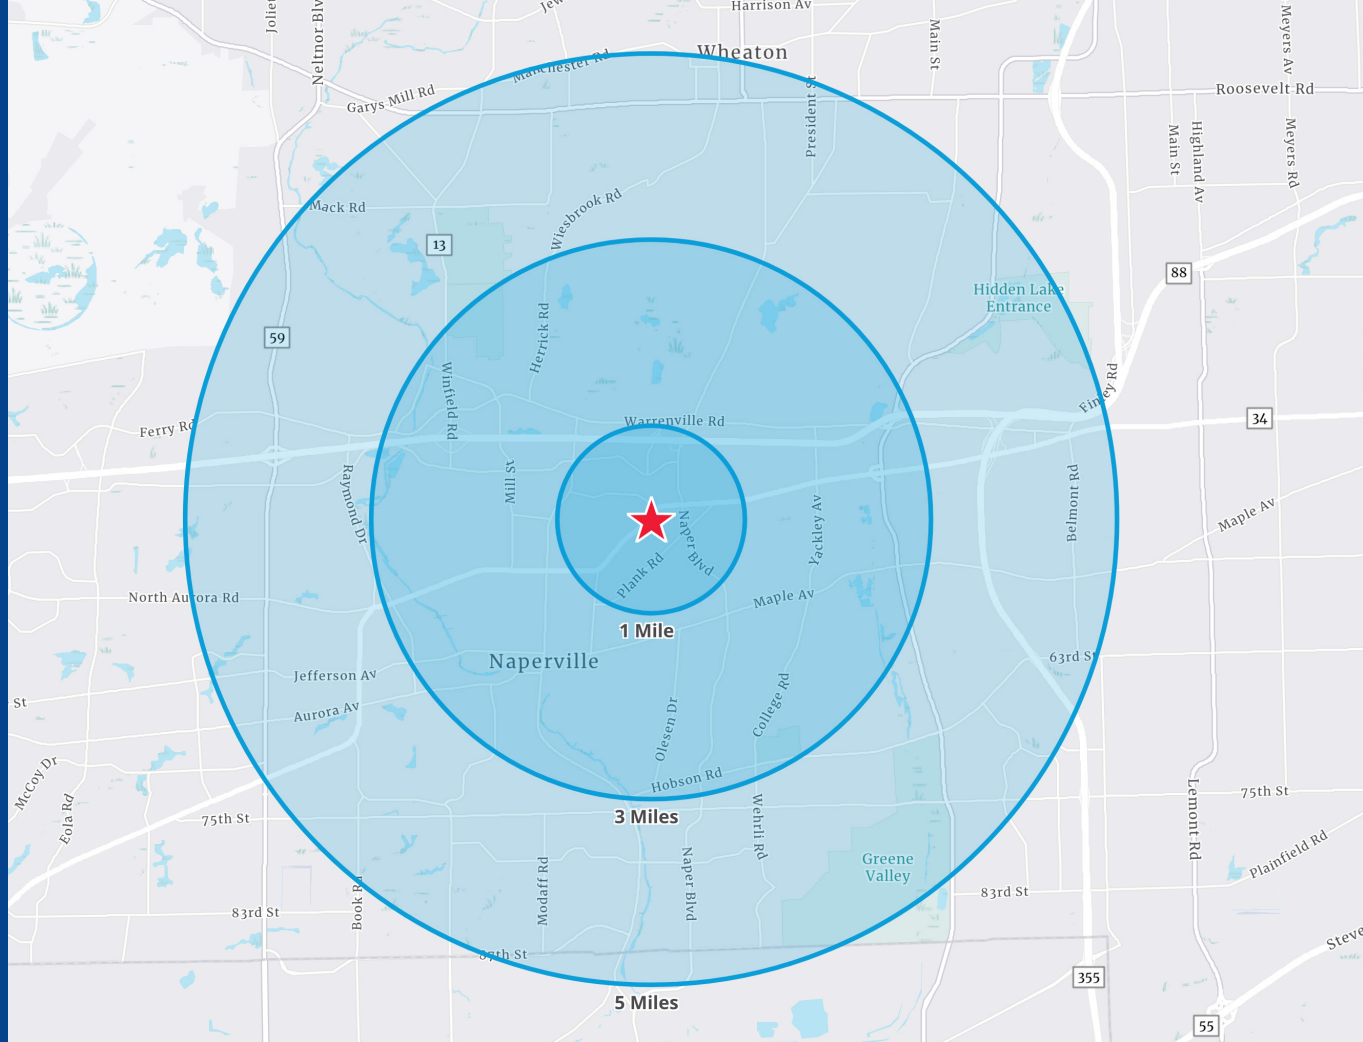 Harrison Av
Jew
Jolie
Neltnor Blv
Main St
Meyers Av
Wheaton
Manchester Rd
Garys Mill Rd
President St
Roosevelt Rd
Main St
Highland Av
Meyers Rd
Mack Rd
Wiesbrook Rd
13
88
Hidden Lake
Entrance
59
Herrick Rd
Winfield Rd
Finley Rd
Ferry Rd
Warrenville Rd
34
Raymond Dr
Mill St
Naper Blvd
Yackley Av
Belmont Rd
Maple Av
Plank Rd
North Aurora Rd
Maple Av
1 Mile
Naperville
63rd St
Jefferson Av
St
Aurora Av
Olesen Dr
College Rd
McCoy Dr
Hobson Rd
Eola Rd
75th St
3 Miles
Wehrli Rd
75th St
Lemont Rd
Plainfield Rd
Greene
Valley
Naper Blvd
Modaff Rd
Book Rd
83rd St
83rd St
87th St
Steve
355
5 Miles
55